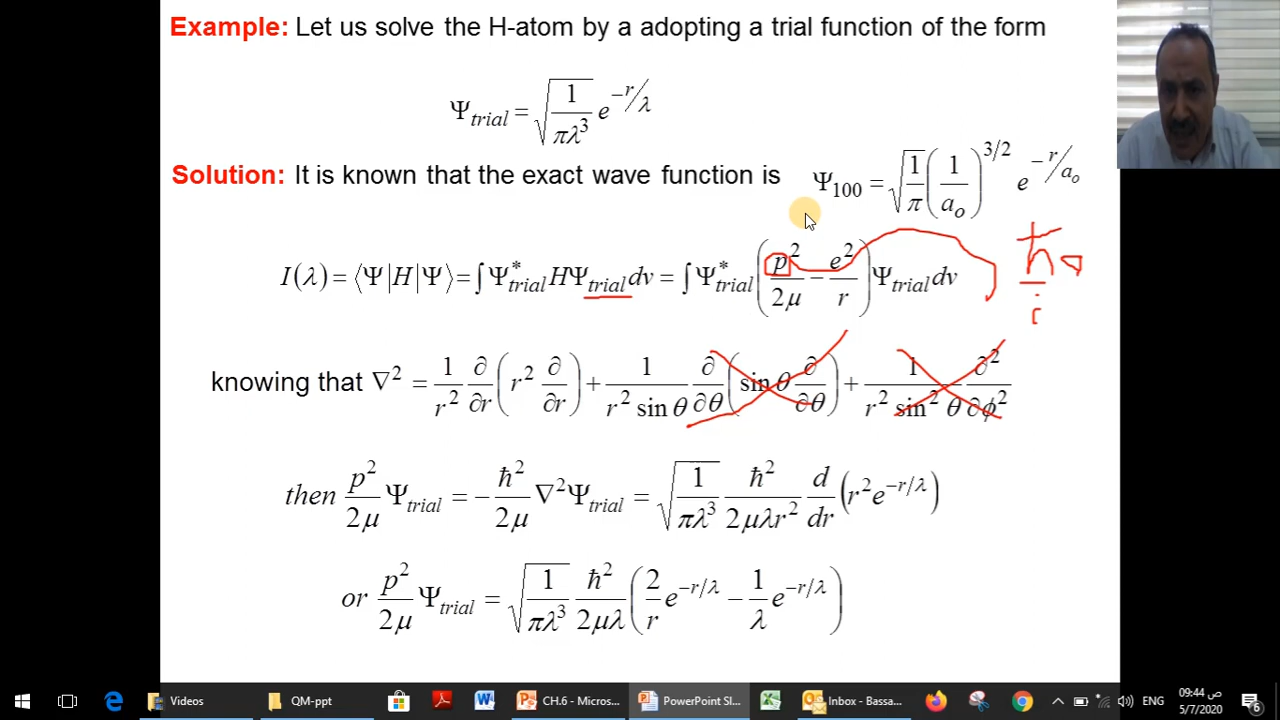 Example: Let us solve the H-atom by a adopting a trial function of the form
Ψtrial = √(1/πλ³) e^(−r/λ)
Solution: It is known that the exact wave function is Ψ100 = √(1/π) (1/aₒ)^(3/2) e^(−r/aₒ)
I(λ) = ⟨Ψ|H|Ψ⟩ = ∫Ψ*trial HΨtrial dv = ∫Ψ*trial (p²/2μ − e²/r) Ψtrial dv
ħ/i ∇
knowing that ∇² = 1/r² ∂/∂r (r² ∂/∂r) + 1/(r² sin θ) ∂/∂θ (sin θ ∂/∂θ) + 1/(r² sin² θ) ∂²/∂ϕ²
then p²/2μ Ψtrial = −ħ²/2μ ∇²Ψtrial = √(1/πλ³) ħ²/(2μλr²) d/dr (r²e^(−r/λ))
or p²/2μ Ψtrial = √(1/πλ³) ħ²/(2μλ) (2/r e^(−r/λ) − 1/λ e^(−r/λ))
Videos QM-ppt CH.6 - Micros... PowerPoint Sl... Inbox - Bassa... ENG 09:44 ص
5/7/2020 6